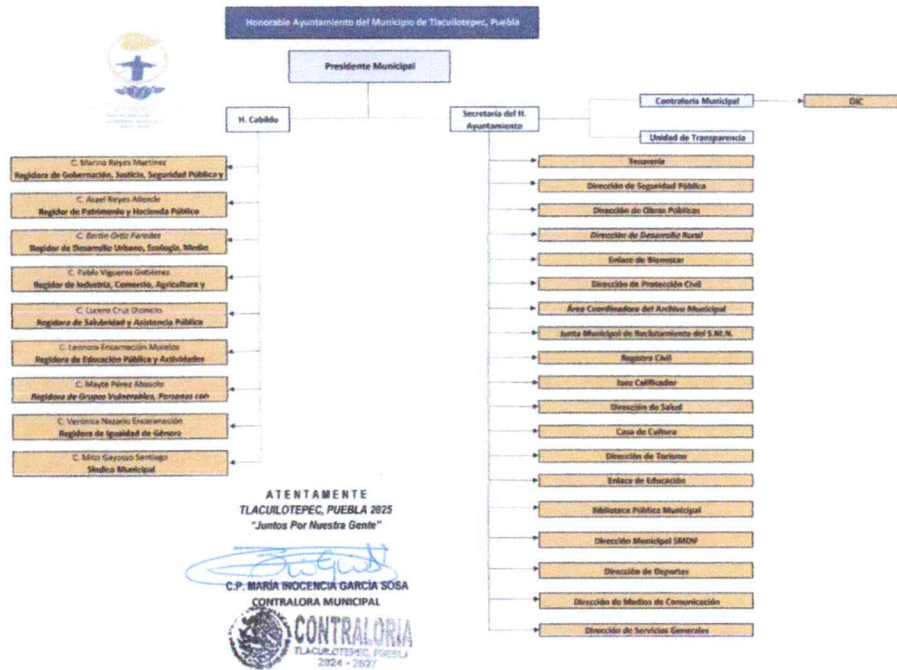 Honorable Ayuntamiento del Municipio de Tlacuilotepec, Puebla
Presidente Municipal
H. Cabildo
Secretaria del H.
Ayuntamiento
Contraloría Municipal
OIC
Unidad de Transparencia
C. Marina Reyes Martínez
Regidora de Gobernación, Justicia, Seguridad Pública y
C. Reyes Allende
Regidor de Patrimonio y Hacienda Público
C. Bertín Ortiz Paredes
Regidor de Desarrollo Urbano, Ecología, Medio
C. Pablo Vigueras Gutiérrez
Regidor de Industria, Comercio, Agricultura y
C. Lucero Cruz Dionicio
Regidora de Salubridad y Asistencia Pública
C. Leonora Encarnación Morelos
Regidora de Educación Pública y Actividades
C. Mayte Pérez
Regidora de Grupos Vulnerables, Personas con
C. Verónica Nazario Encarnación
Regidora de Igualdad de Género
C. Gayosso Santiago
Síndico Municipal
Tesorería
Dirección de Seguridad Pública
Dirección de Obras Públicas
Dirección de Desarrollo Rural
Enlace de Bienestar
Dirección de Protección Civil
Área Coordinadora del Archivo Municipal
Junta Municipal de Reclutamiento del S.M.N.
Registro Civil
Juez Calificador
Dirección de Salud
Casa de Cultura
Dirección de Turismo
Enlace de Educación
Biblioteca Pública Municipal
Dirección Municipal SMDIF
Dirección de Deportes
Dirección de Medios de Comunicación
Dirección de Servicios Generales
ATENTAMENTE
TLACUILOTEPEC, PUEBLA 2025
"Juntos Por Nuestra Gente"
C.P. MARÍA INOCENCIA GARCÍA SOSA
CONTRALORA MUNICIPAL
CONTRALORIA
TLACUILOTEPEC, PUEBLA
2024 - 2027